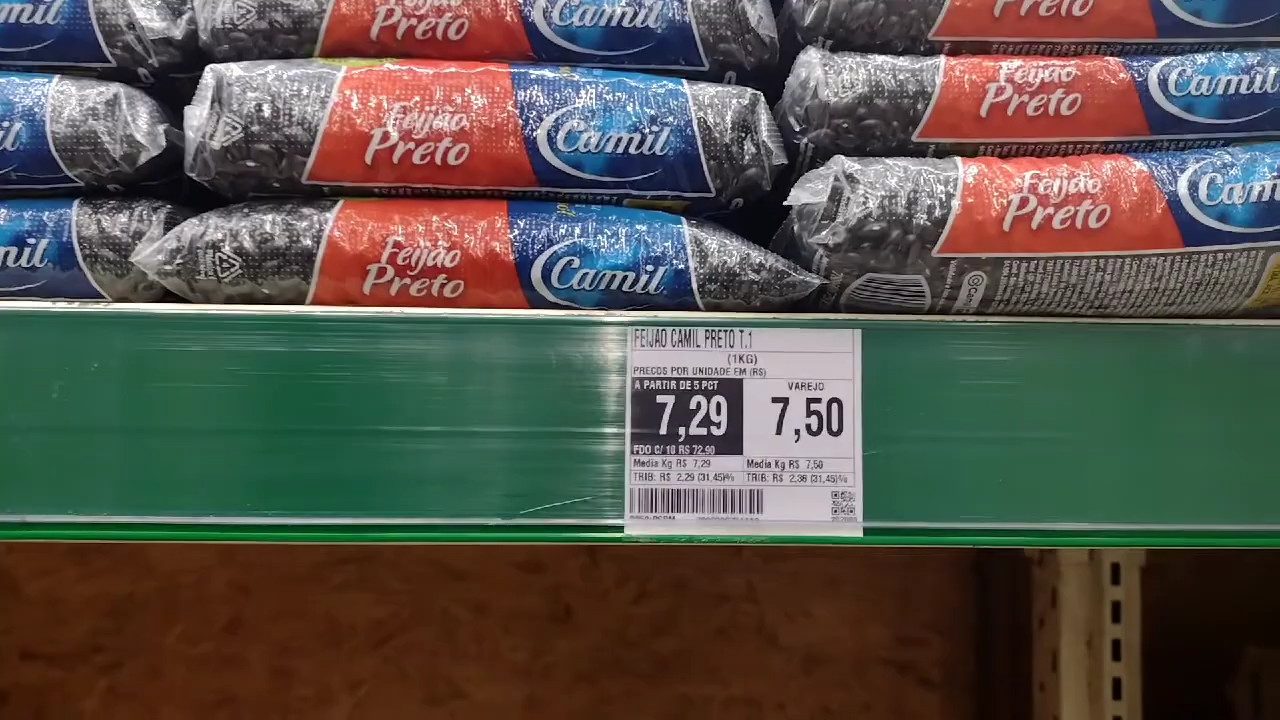 Preto
Camil
Preto
Feijão
Preto
Camil
Feijão
Preto
Camil
Feijão
Preto
Camil
Feijão
Preto
FEIJAO CAMIL PRETO T.1
(1KG)
PRECOS POR UNIDADE EM (R$)
A PARTIR DE 5 PCT
7,29
FDO C/ 10 R$ 72,90
VAREJO
7,50
Media Kg R$ 7,29
Media Kg R$ 7,50
TRIB: R$ 2,29 (31,45)%
TRIB: R$ 2,36 (31,45)%